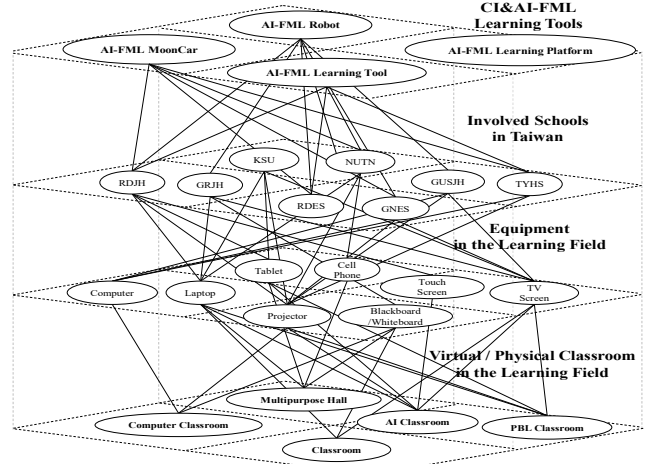 CI&AI-FML
Learning Tools
AI-FML Robot
AI-FML MoonCar
AI-FML Learning Platform
AI-FML Learning Tool
Involved Schools
in Taiwan
KSU
NUTN
RDJH
GRJH
GUSJH
TYHS
RDES
GNES
Equipment
in the Learning Field
Tablet
Cell
Phone
Computer
Laptop
Touch
Screen
TV
Screen
Projector
Blackboard
/Whiteboard
Virtual / Physical Classroom
in the Learning Field
Multipurpose Hall
Computer Classroom
AI Classroom
PBL Classroom
Classroom